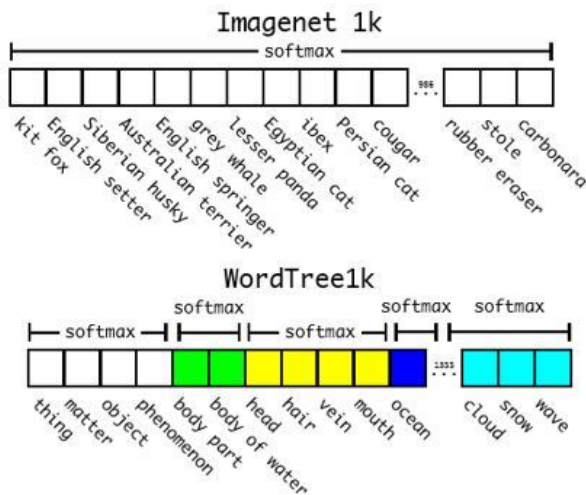 Imagenet 1k
softmax
986
...
kit fox
English setter
Siberian husky
Australian terrier
English springer
grey whale
lesser panda
Egyptian cat
ibex
Persian cat
cougar
rubber eraser
stole
carbonara
WordTree1k
softmax
softmax
softmax
softmax
softmax
1355
...
thing
matter
object
phenomenon
body part
body of water
head
hair
vein
mouth
ocean
cloud
snow
wave